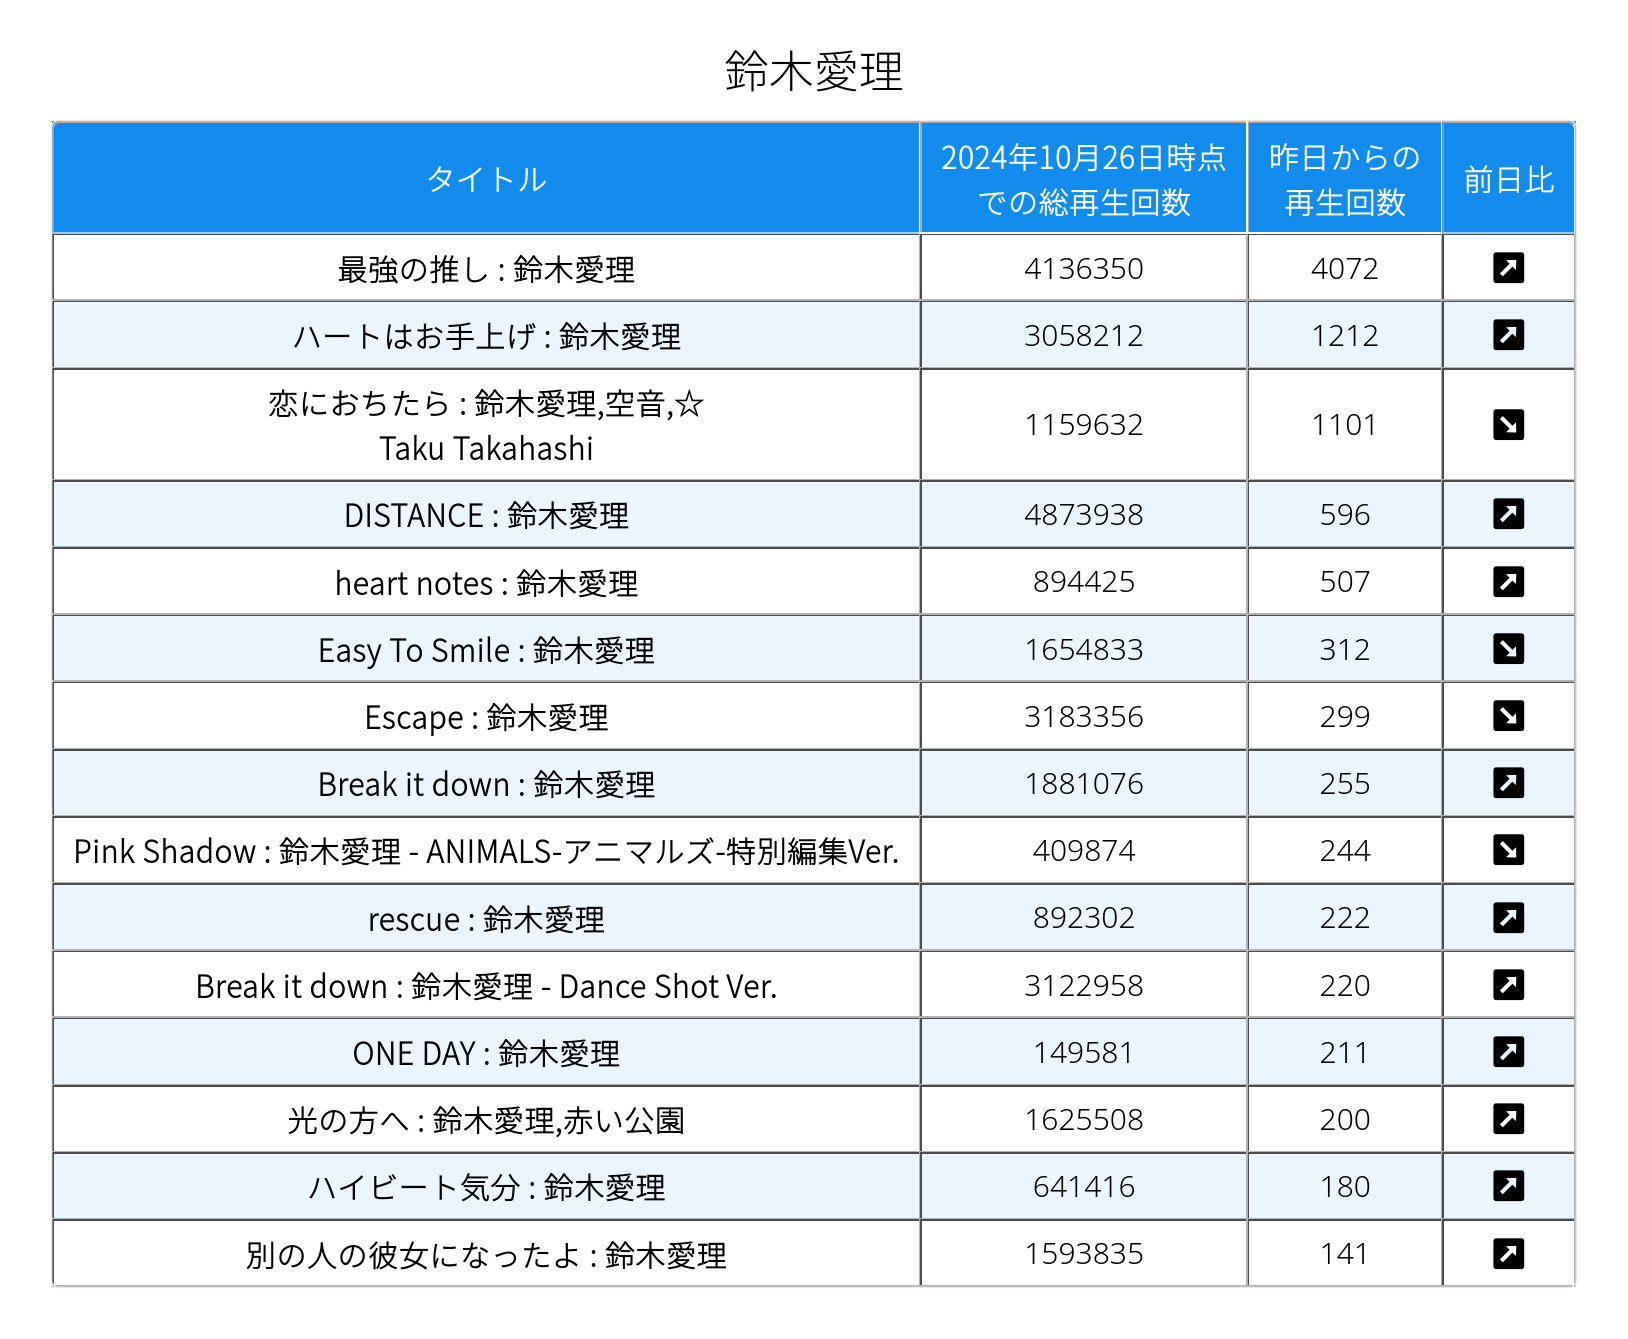 鈴木愛理
タイトル
2024年10月26日時点
での総再生回数
昨日からの
再生回数
前日比
最強の推し : 鈴木愛理 4136350 4072
ハートはお手上げ : 鈴木愛理 3058212 1212
恋におちたら : 鈴木愛理,空音,☆
Taku Takahashi
1159632 1101
DISTANCE : 鈴木愛理 4873938 596
heart notes : 鈴木愛理 894425 507
Easy To Smile : 鈴木愛理 1654833 312
Escape : 鈴木愛理 3183356 299
Break it down : 鈴木愛理 1881076 255
Pink Shadow : 鈴木愛理 - ANIMALS-アニマルズ-特別編集Ver. 409874 244
rescue : 鈴木愛理 892302 222
Break it down : 鈴木愛理 - Dance Shot Ver. 3122958 220
ONE DAY : 鈴木愛理 149581 211
光の方へ : 鈴木愛理,赤い公園 1625508 200
ハイビート気分 : 鈴木愛理 641416 180
別の人の彼女になったよ : 鈴木愛理 1593835 141